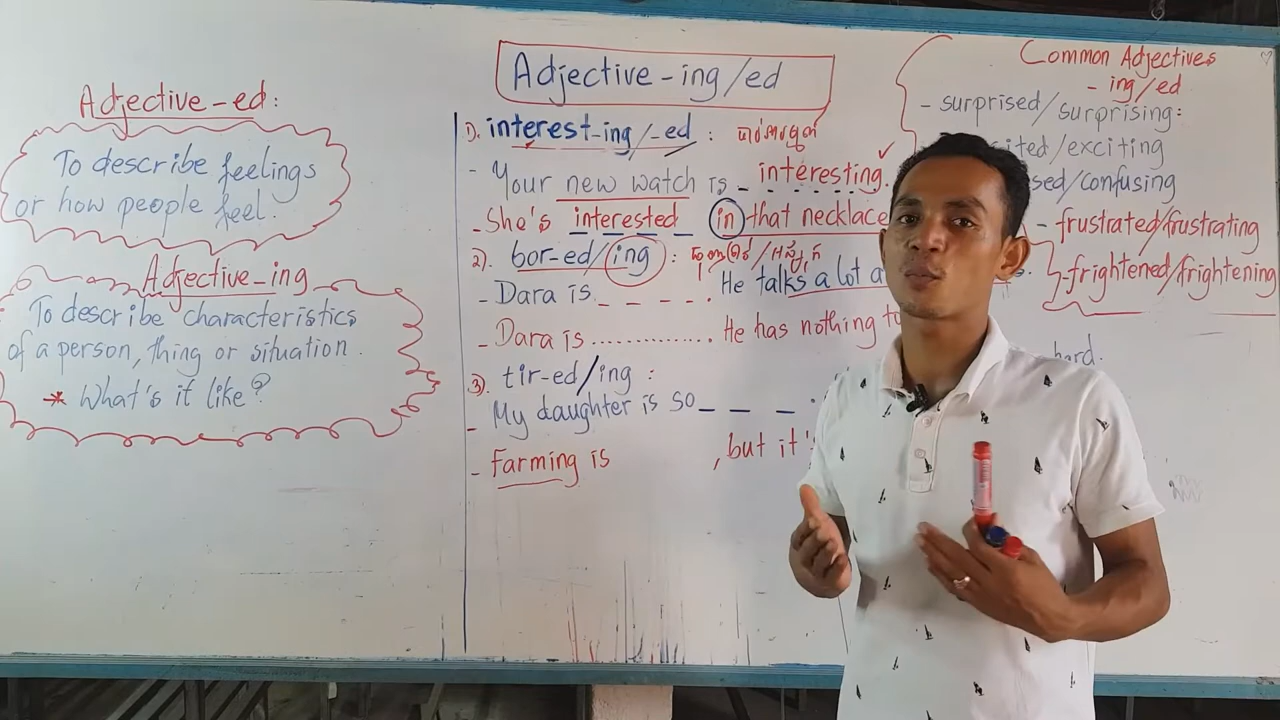 Adjective-ed:
To describe feelings
or how people feel.
Adjective-ing
To describe characteristics
of a person, thing or situation.
* What's it like?
Adjective-ing/ed
1). interest-ing/-ed :
- Your new watch is interesting. ✓
- She's interested in that necklace
2). bor-ed/ing :
- Dara is _ _ _ _ _. He talks a lot a
- Dara is .............. He has nothing to
3). tir-ed/ing :
- My daughter is so _ _ _
hard.
- Farming is , but it's
Common Adjectives
- ing/ed
- surprised/surprising:
cited/exciting
sed/confusing
- frustrated/frustrating
- frightened/frightening